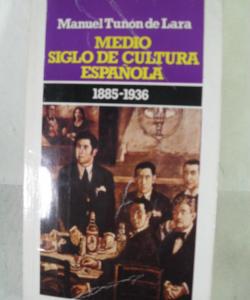 Manuel Tuñón de Lara
MEDIO
SIGLO DE CULTURA
ESPAÑOLA
1885-1936